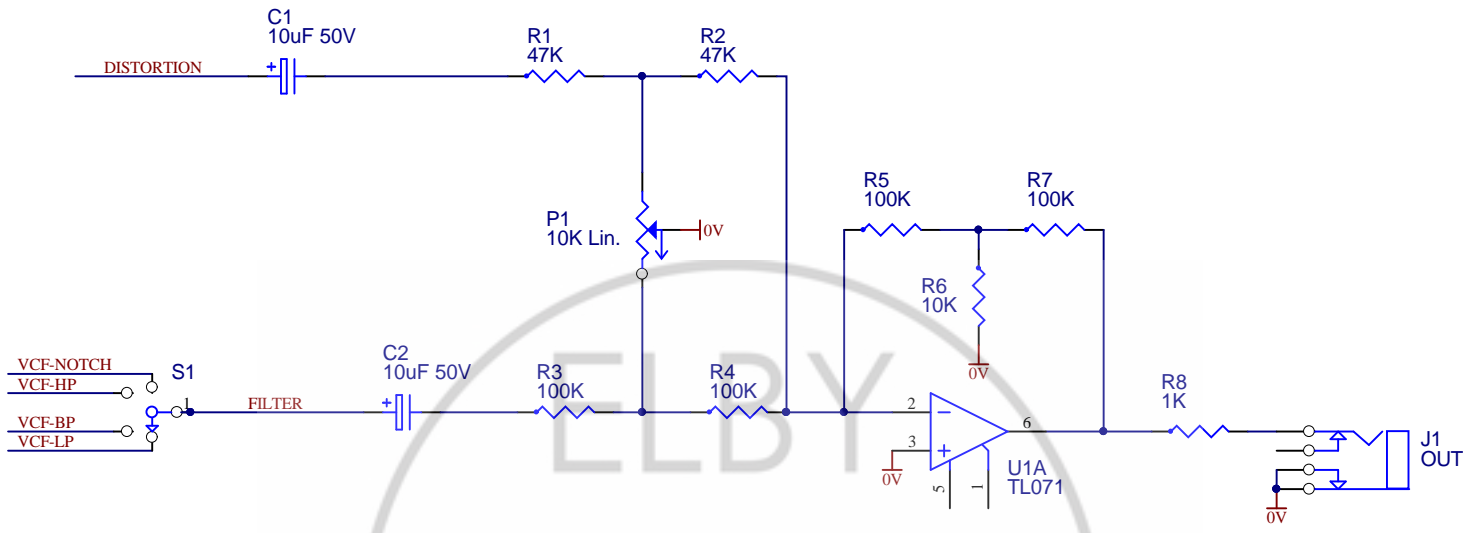 C1
10uF 50V
R1
47K
R2
47K
DISTORTION
R5
100K
R7
100K
P1
10K Lin.
0V
R6
10K
0V
VCF-NOTCH
VCF-HP
VCF-BP
VCF-LP
S1
1
FILTER
C2
10uF 50V
R3
100K
R4
100K
ELBY
2
3
6
5
1
0V
U1A
TL071
R8
1K
J1
OUT
0V